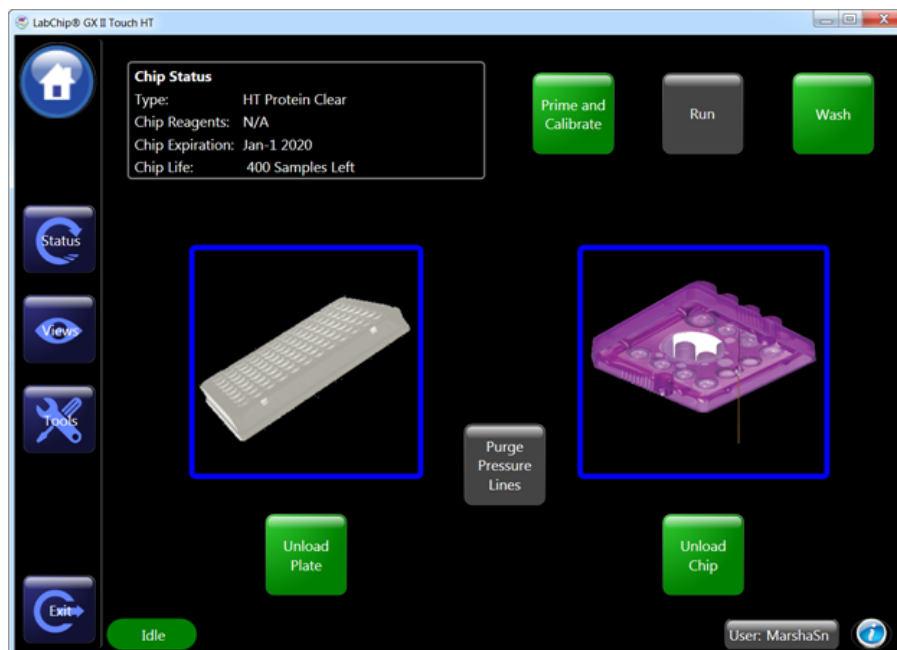 LabChip® GX II Touch HT
Chip Status
Type: HT Protein Clear
Chip Reagents: N/A
Chip Expiration: Jan-1 2020
Chip Life: 400 Samples Left
Prime and
Calibrate
Run
Wash
Status
Views
Tools
Purge
Pressure
Lines
Unload
Plate
Unload
Chip
Exit
Idle
User: MarshaSn